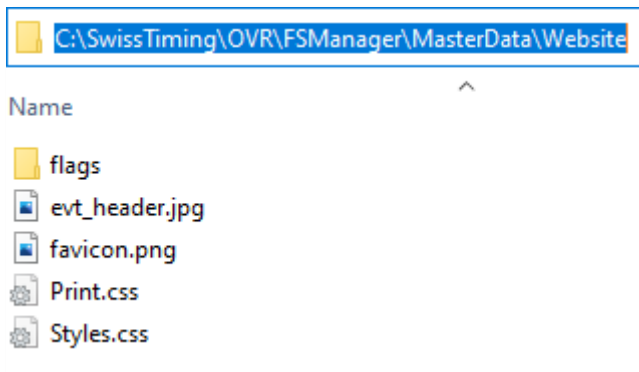 C:\SwissTiming\OVR\FSManager\MasterData\Website
Name
flags
evt_header.jpg
favicon.png
Print.css
Styles.css